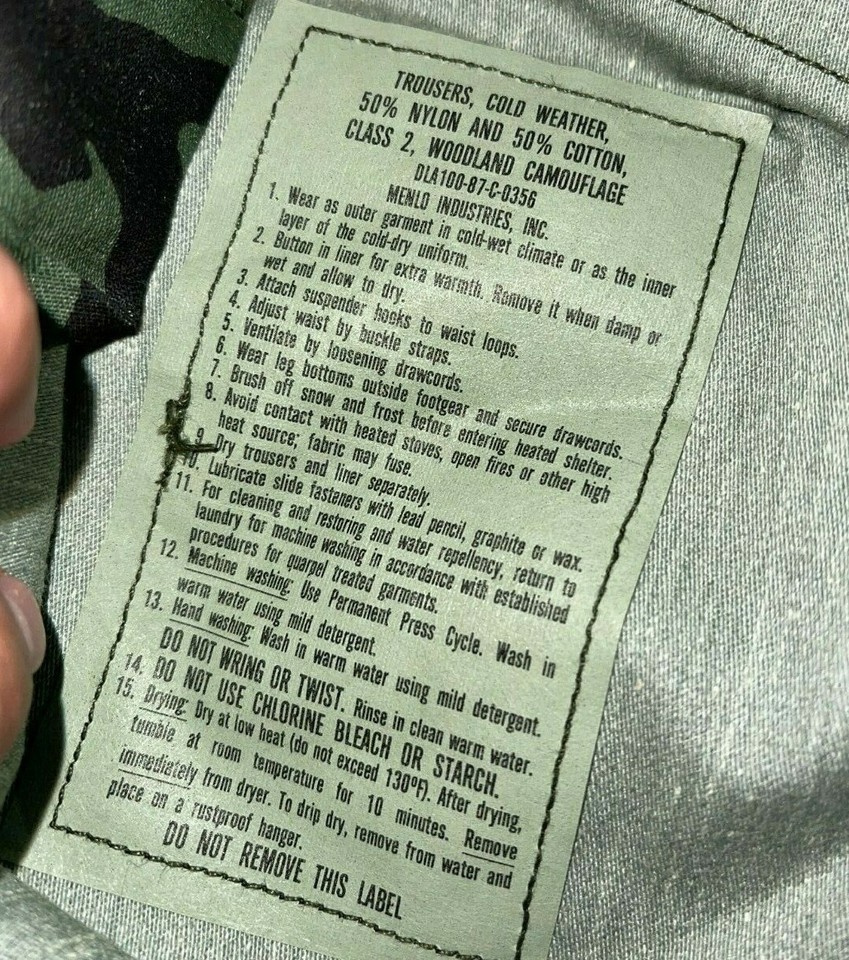 TROUSERS, COLD WEATHER,
50% NYLON AND 50% COTTON,
CLASS 2, WOODLAND CAMOUFLAGE
DLA100-87-C-0356
MENLO INDUSTRIES, INC.
1. Wear as outer garment in cold-wet climate or as the inner
layer of the cold-dry uniform.
2. Button in liner for extra warmth. Remove it when damp or
wet and allow to dry.
3. Attach suspender hooks to waist loops.
4. Adjust waist by buckle straps.
5. Ventilate by loosening drawcords.
6. Wear leg bottoms outside footgear and secure drawcords.
7. Brush off snow and frost before entering heated shelter.
8. Avoid contact with heated stoves, open fires or other high
heat source; fabric may fuse.
9. Dry trousers and liner separately.
10. Lubricate slide fasteners with lead pencil, graphite or wax.
11. For cleaning and restoring and water repellency, return to
laundry for machine washing in accordance with established
procedures for quarpel treated garments.
12. Machine washing: Use Permanent Press Cycle. Wash in
warm water using mild detergent.
13. Hand washing: Wash in warm water using mild detergent.
DO NOT WRING OR TWIST. Rinse in clean warm water.
14. DO NOT USE CHLORINE BLEACH OR STARCH.
15. Drying: Dry at low heat (do not exceed 130°F). After drying,
tumble at room temperature for 10 minutes. Remove
immediately from dryer. To drip dry, remove from water and
place on a rustproof hanger.
DO NOT REMOVE THIS LABEL